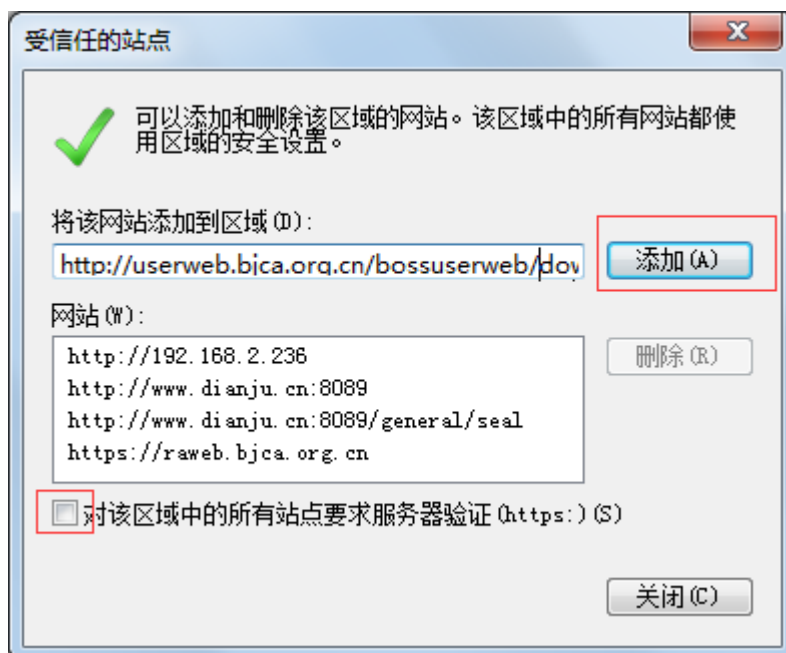 受信任的站点
可以添加和删除该区域的网站。该区域中的所有网站都使
用区域的安全设置。
将该网站添加到区域(D):
http://userweb.bjca.org.cn/bossuserweb/dow
添加(A)
网站(W):
http://192.168.2.236
http://www.dianju.cn:8089
http://www.dianju.cn:8089/general/seal
https://raweb.bjca.org.cn
删除(R)
对该区域中的所有站点要求服务器验证(https:)(S)
关闭(C)